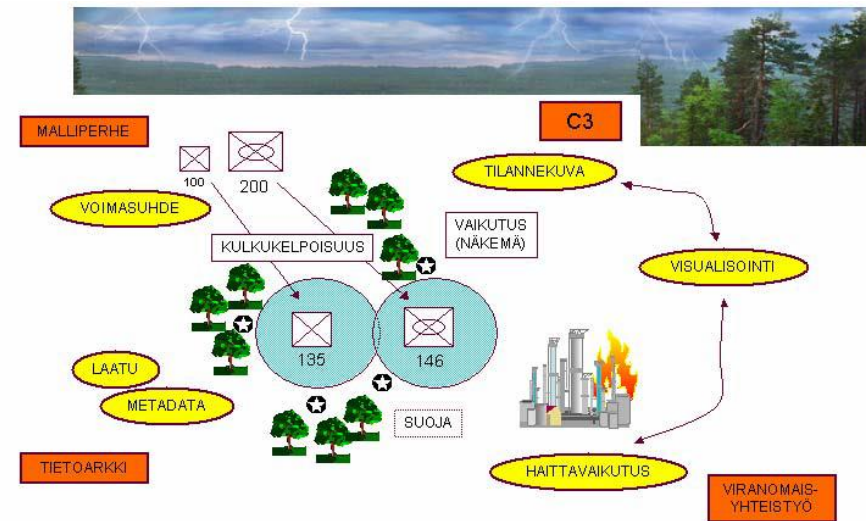 C3
MALLIPERHE
100
200
TILANNEKUVA
VOIMASUHDE
VAIKUTUS
(NÄKEMÄ)
KULKUKELPOISUUS
VISUALISOINTI
135
146
LAATU
METADATA
SUOJA
TIETOARKKI
HAITTAVAIKUTUS
VIRANOMAIS-
YHTEISTYÖ